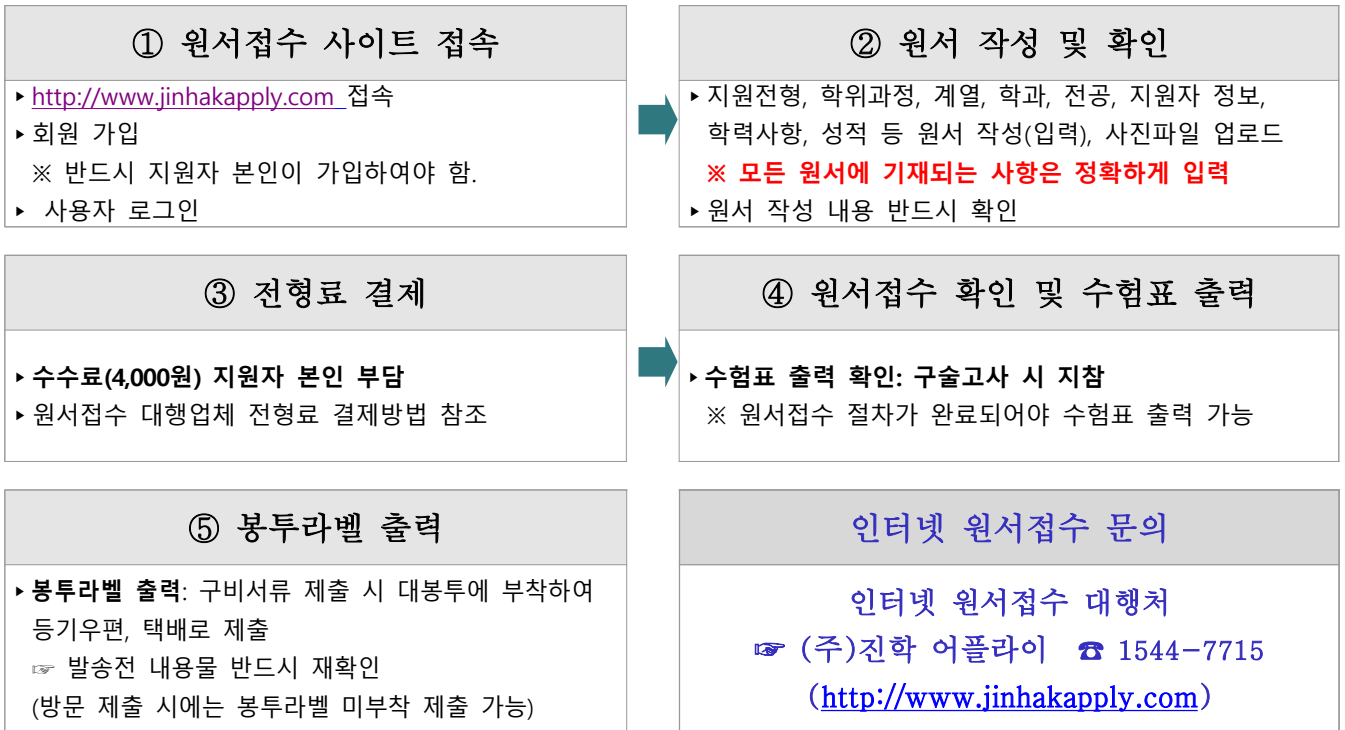 ① 원서접수 사이트 접속
▸ http://www.jinhakapply.com 접속
▸ 회원 가입
※ 반드시 지원자 본인이 가입하여야 함.
▸ 사용자 로그인
② 원서 작성 및 확인
▸ 지원전형, 학위과정, 계열, 학과, 전공, 지원자 정보,
학력사항, 성적 등 원서 작성(입력), 사진파일 업로드
※ 모든 원서에 기재되는 사항은 정확하게 입력
▸ 원서 작성 내용 반드시 확인
③ 전형료 결제
▸ 수수료(4,000원) 지원자 본인 부담
▸ 원서접수 대행업체 전형료 결제방법 참조
④ 원서접수 확인 및 수험표 출력
▸ 수험표 출력 확인: 구술고사 시 지참
※ 원서접수 절차가 완료되어야 수험표 출력 가능
⑤ 봉투라벨 출력
▸ 봉투라벨 출력: 구비서류 제출 시 대봉투에 부착하여
등기우편, 택배로 제출
☞ 발송전 내용물 반드시 재확인
(방문 제출 시에는 봉투라벨 미부착 제출 가능)
인터넷 원서접수 문의
인터넷 원서접수 대행처
☞ (주)진학 어플라이 ☎ 1544-7715
(http://www.jinhakapply.com)